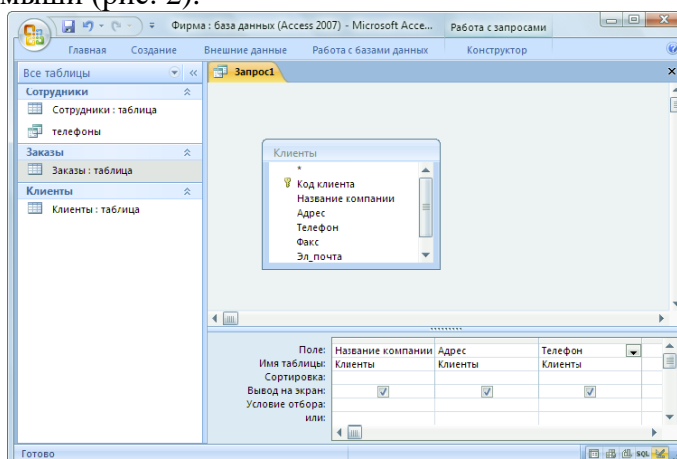 мыши (рис. 2).
Фирма : база данных (Access 2007) - Microsoft Acce...
Работа с запросами
Главная
Создание
Внешние данные
Работа с базами данных
Конструктор
Все таблицы
Запрос1
Сотрудники
Сотрудники : таблица
телефоны
Заказы
Заказы : таблица
Клиенты
Клиенты : таблица
Клиенты
*
Код клиента
Название компании
Адрес
Телефон
Факс
Эл_почта
Поле: Название компании Адрес Телефон
Имя таблицы: Клиенты Клиенты Клиенты
Сортировка:
Вывод на экран:
Условие отбора:
или:
Готово
SQL